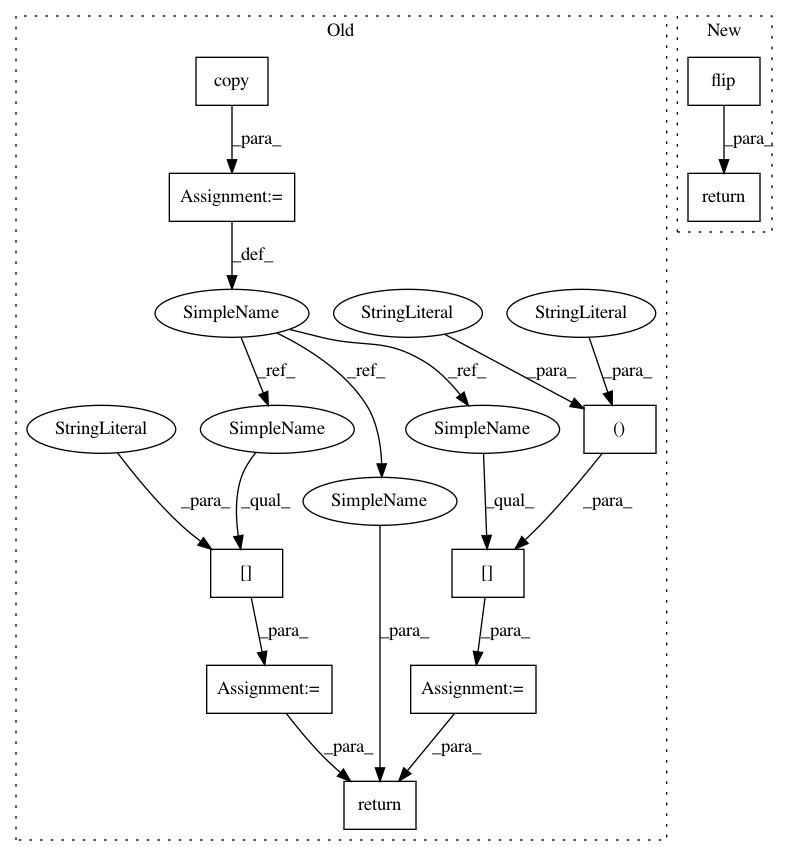 Old
New
copy
flip
_para_
_para_
Assignment:=
return
_def_
SimpleName
StringLiteral
StringLiteral
_ref_
_ref_
_ref_
_para_
_para_
StringLiteral
SimpleName
SimpleName
()
_para_
_qual_
SimpleName
_qual_
_para_
[]
[]
_para_
_para_
_para_
Assignment:=
Assignment:=
_para_
_para_
return